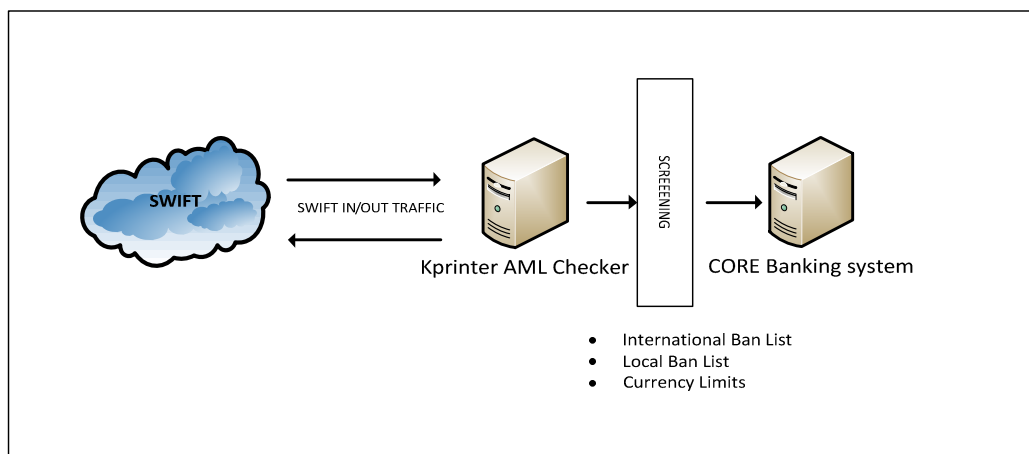 SWIFT
SWIFT IN/OUT TRAFFIC
Kprinter AML Checker
SCREEENING
CORE Banking system
• International Ban List
• Local Ban List
• Currency Limits